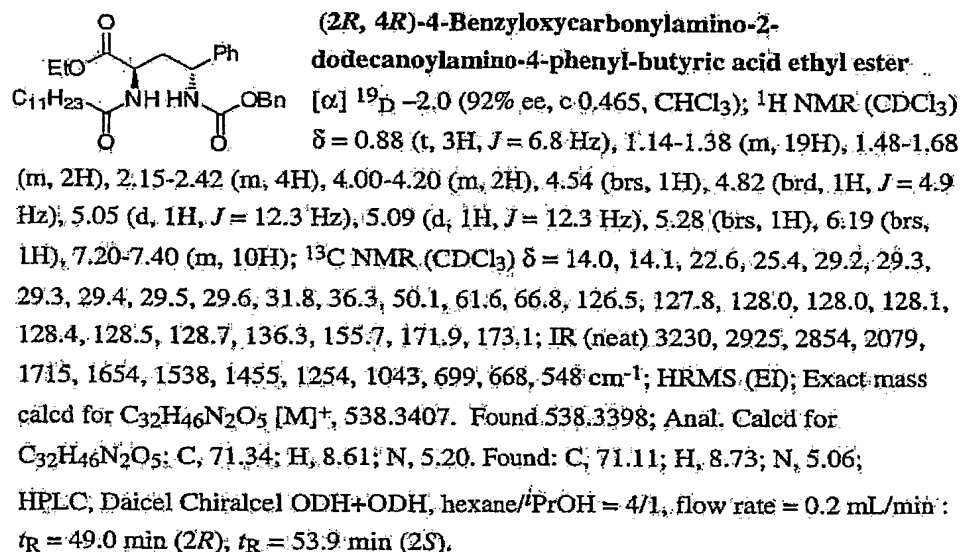 (2R, 4R)-4-Benzyloxycarbonylamino-2-
dodecanoylamino-4-phenyl-butyric acid ethyl ester
[α] ¹⁹D –2.0 (92% ee, c 0.465, CHCl₃); ¹H NMR (CDCl₃)
δ = 0.88 (t, 3H, J = 6.8 Hz), 1.14-1.38 (m, 19H), 1.48-1.68
O
EtO
Ph
C₁₁H₂₃
NH
HN
OBn
O
O
(m, 2H), 2.15-2.42 (m, 4H), 4.00-4.20 (m, 2H), 4.54 (brs, 1H), 4.82 (brd, 1H, J = 4.9
Hz), 5.05 (d, 1H, J = 12.3 Hz), 5.09 (d, 1H, J = 12.3 Hz), 5.28 (brs, 1H), 6.19 (brs,
1H), 7.20-7.40 (m, 10H); ¹³C NMR (CDCl₃) δ = 14.0, 14.1, 22.6, 25.4, 29.2, 29.3,
29.3, 29.4, 29.5, 29.6, 31.8, 36.3, 50.1, 61.6, 66.8, 126.5, 127.8, 128.0, 128.0, 128.1,
128.4, 128.5, 128.7, 136.3, 155.7, 171.9, 173.1; IR (neat) 3230, 2925, 2854, 2079,
1715, 1654, 1538, 1455, 1254, 1043, 699, 668, 548 cm⁻¹; HRMS (EI); Exact mass
calcd for C₃₂H₄₆N₂O₅ [M]⁺, 538.3407. Found 538.3398; Anal. Calcd for
C₃₂H₄₆N₂O₅: C, 71.34; H, 8.61; N, 5.20. Found: C, 71.11; H, 8.73; N, 5.06;
HPLC, Daicel Chiralcel ODH+ODH, hexane/ⁱPrOH = 4/1, flow rate = 0.2 mL/min :
tR = 49.0 min (2R), tR = 53.9 min (2S).